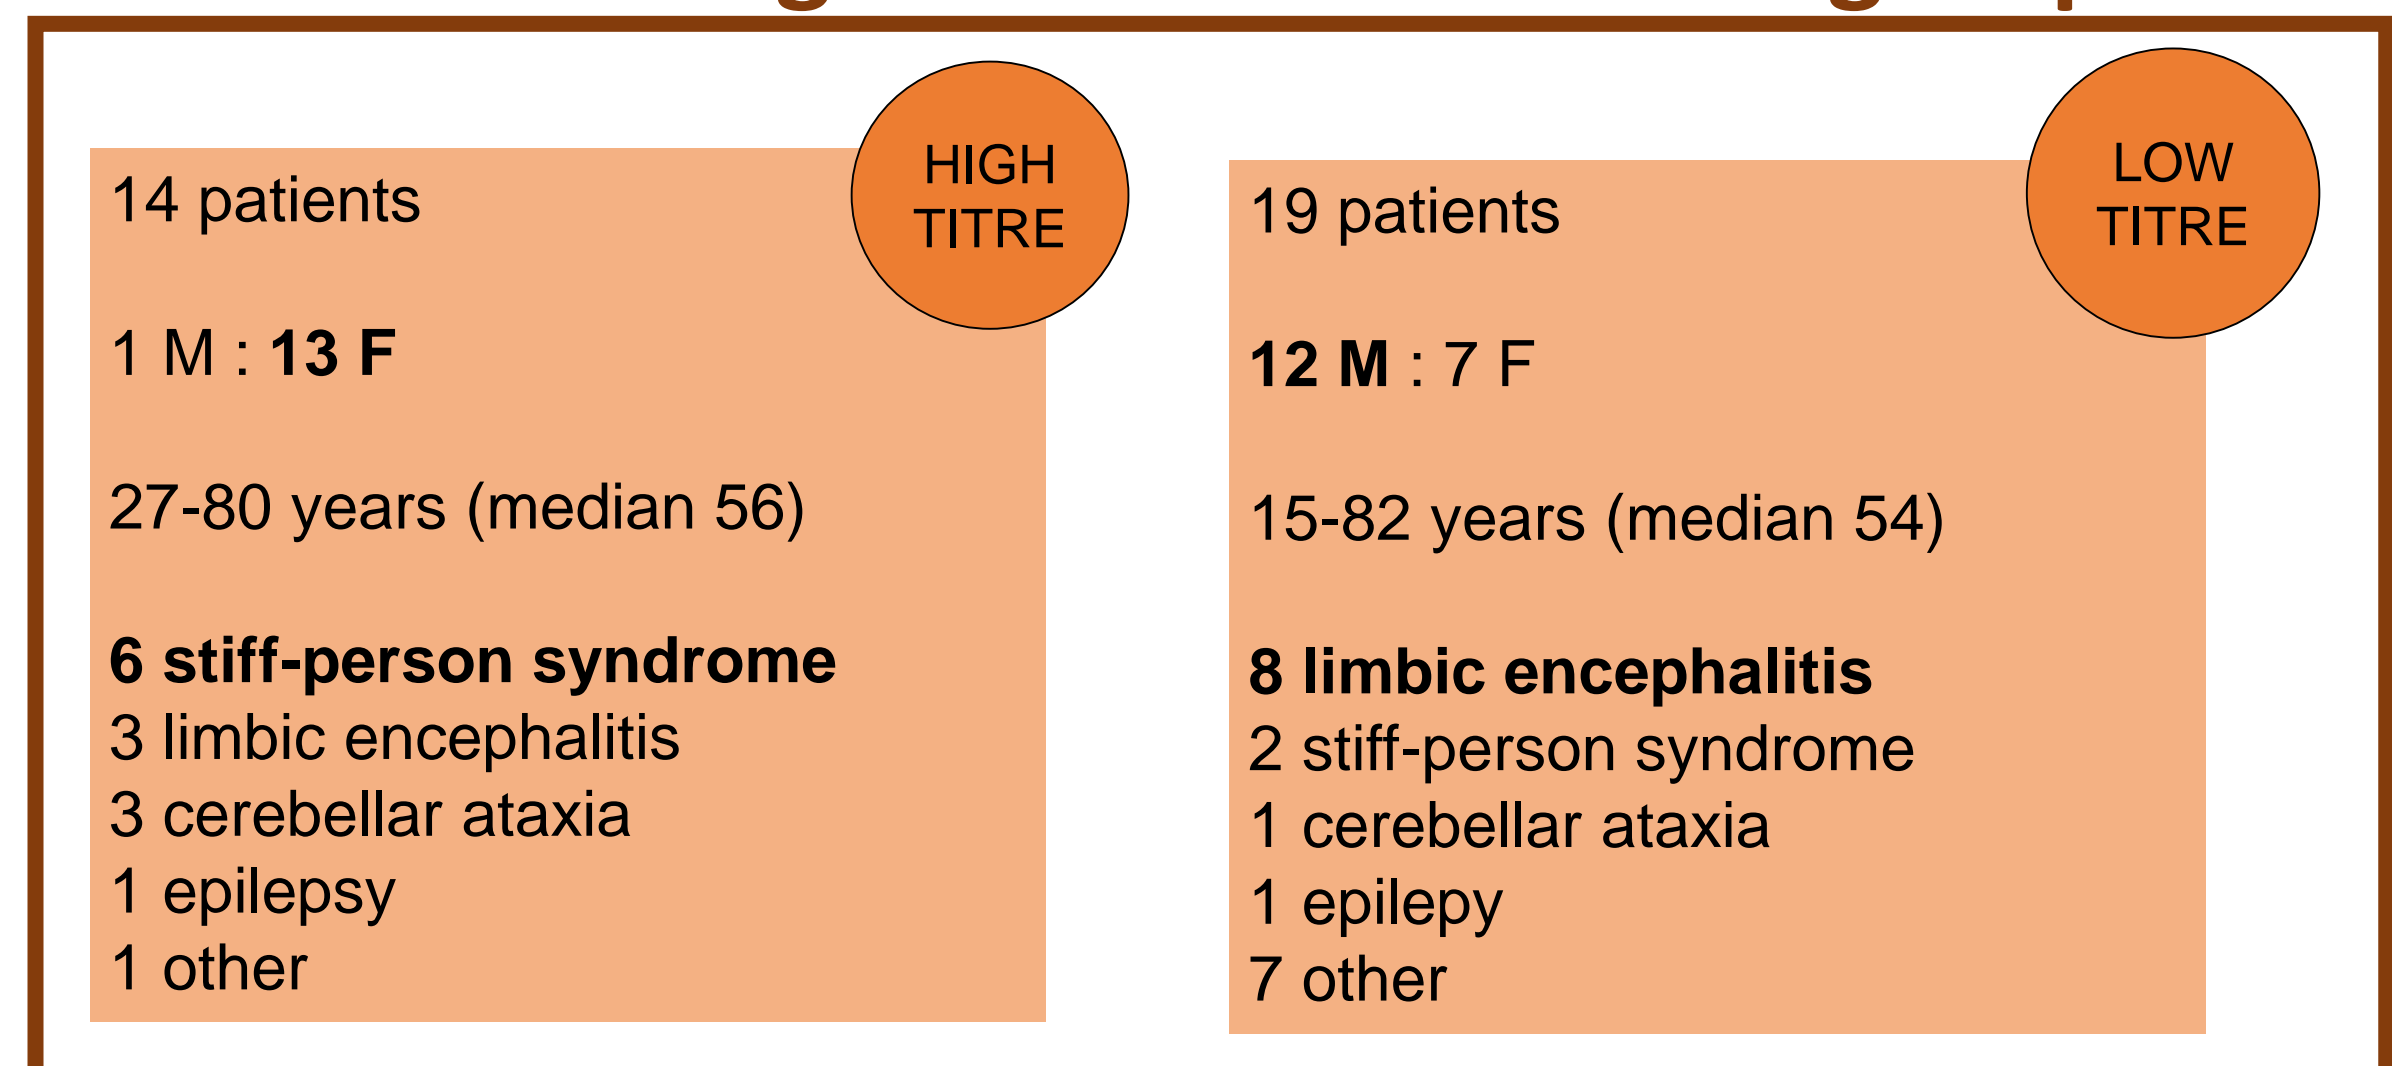 14 patients
HIGH
TITRE
1 M : 13 F
27-80 years (median 56)
6 stiff-person syndrome
3 limbic encephalitis
3 cerebellar ataxia
1 epilepsy
1 other
19 patients
LOW
TITRE
12 M : 7 F
15-82 years (median 54)
8 limbic encephalitis
2 stiff-person syndrome
1 cerebellar ataxia
1 epilepy
7 other